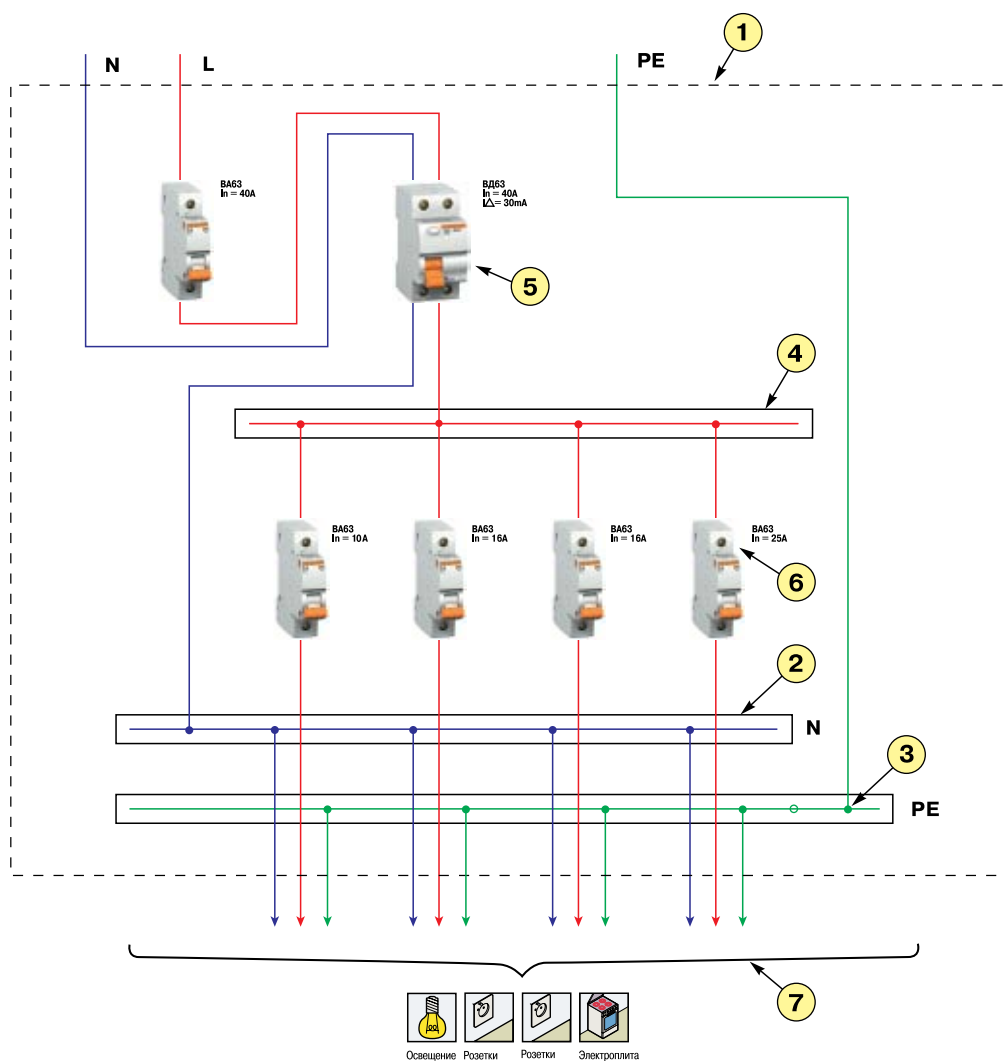 1
N L PE
ВА63
In = 40A
ВД63
In = 40A
I△= 30mA
5
4
ВА63
In = 10A
ВА63
In = 16A
ВА63
In = 16A
ВА63
In = 25A
6
2
N
3
PE
7
Освещение Розетки Розетки Электроплита